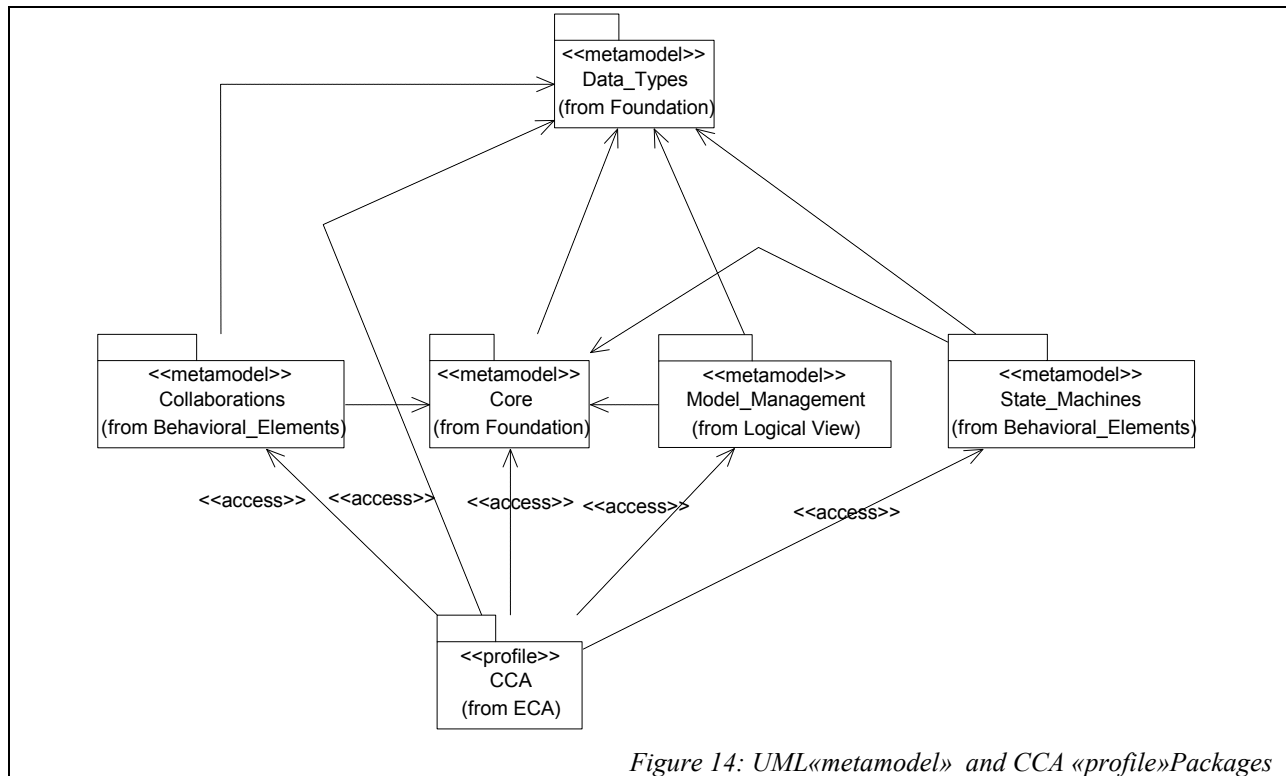 <<metamodel>>
Data_Types
(from Foundation)
<<metamodel>>
Collaborations
(from Behavioral_Elements)
<<metamodel>>
Core
(from Foundation)
<<metamodel>>
Model_Management
(from Logical View)
<<metamodel>>
State_Machines
(from Behavioral_Elements)
<<access>>
<<access>>
<<access>>
<<access>>
<<access>>
<<profile>>
CCA
(from ECA)
Figure 14: UML«metamodel» and CCA «profile»Packages